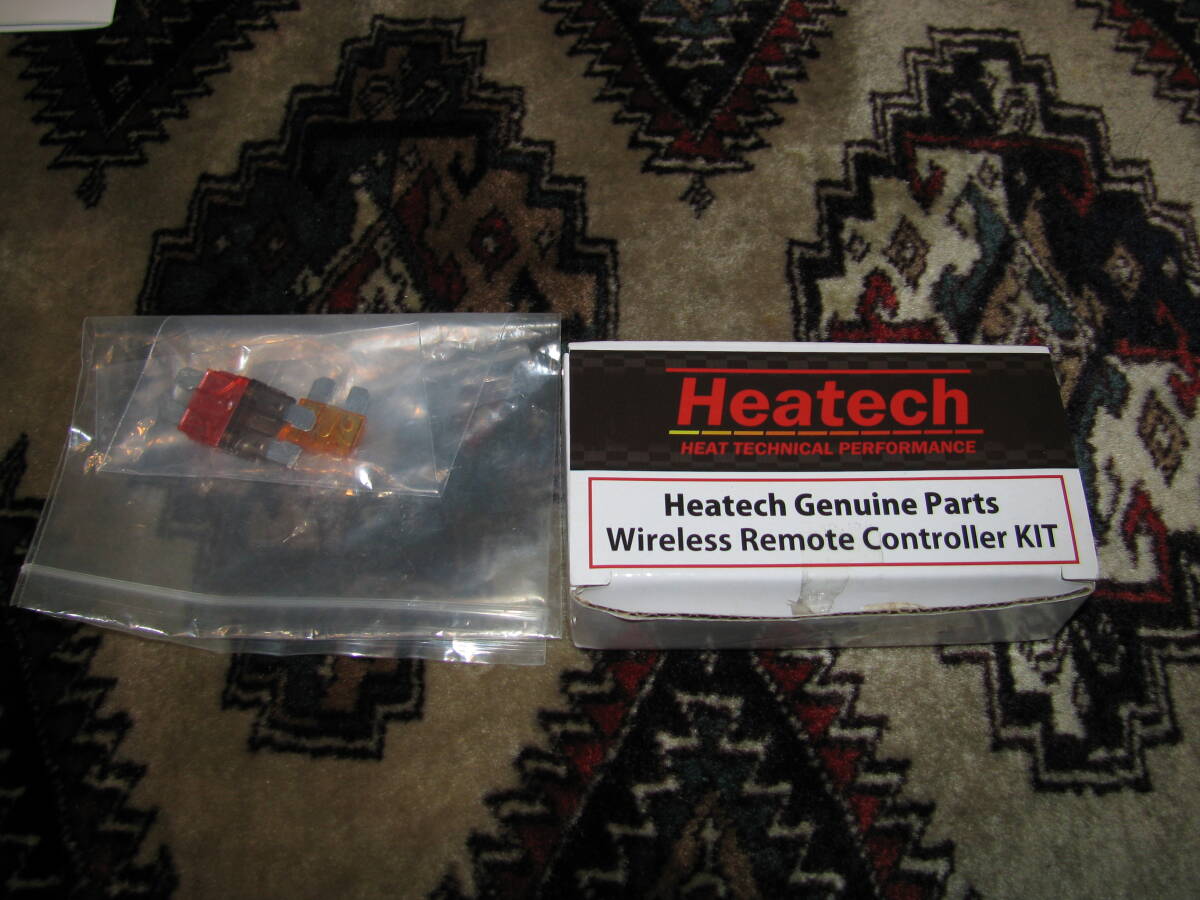 Heatech
HEAT TECHNICAL PERFORMANCE
Heatech Genuine Parts
Wireless Remote Controller KIT